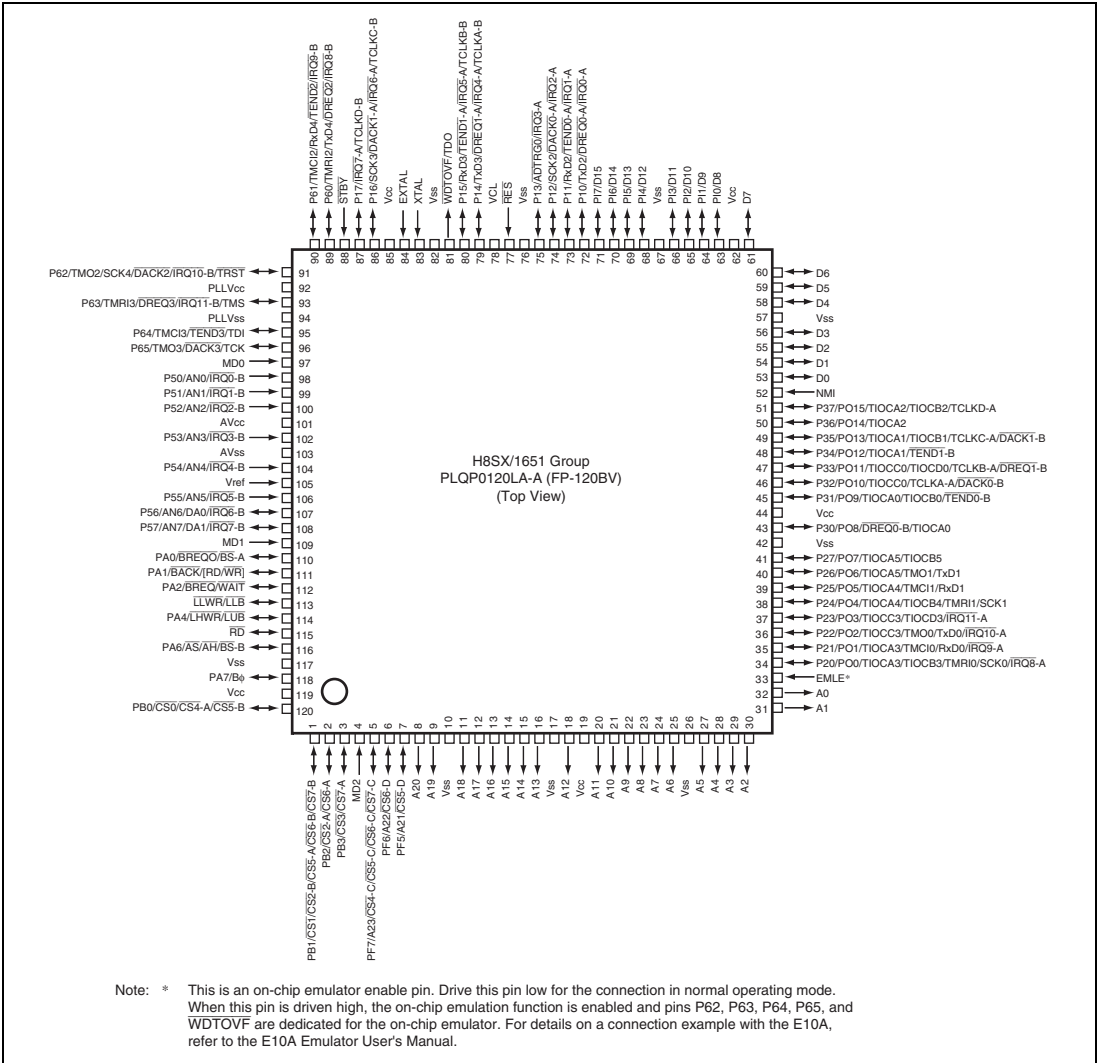 P61/TMCI2/RxD4/TEND2/IRQ9-B
P60/TMRI2/TxD4/DREQ2/IRQ8-B
STBY
P17/IRQ7-A/TCLKD-B
P16/SCK3/DACK1-A/IRQ6-A/TCLKC-B
Vcc
EXTAL
XTAL
Vss
WDTOVF/TDO
P15/RxD3/TEND1-A/IRQ5-A/TCLKB-B
P14/TxD3/DREQ1-A/IRQ4-A/TCLKA-B
VCL
RES
Vss
P13/ADTRG0/IRQ3-A
P12/SCK2/DACK0-A/IRQ2-A
P11/RxD2/TEND0-A/IRQ1-A
P10/TxD2/DREQ0-A/IRQ0-A
PI7/D15
PI6/D14
PI5/D13
PI4/D12
Vss
PI3/D11
PI2/D10
PI1/D9
PI0/D8
Vcc
D7
90 89 88 87 86 85 84 83 82 81 80 79 78 77 76 75 74 73 72 71 70 69 68 67 66 65 64 63 62 61
P62/TMO2/SCK4/DACK2/IRQ10-B/TRST 91
PLLVcc 92
P63/TMRI3/DREQ3/IRQ11-B/TMS 93
PLLVss 94
P64/TMCI3/TEND3/TDI 95
P65/TMO3/DACK3/TCK 96
MD0 97
P50/AN0/IRQ0-B 98
P51/AN1/IRQ1-B 99
P52/AN2/IRQ2-B 100
AVcc 101
P53/AN3/IRQ3-B 102
AVss 103
P54/AN4/IRQ4-B 104
Vref 105
P55/AN5/IRQ5-B 106
P56/AN6/DA0/IRQ6-B 107
P57/AN7/DA1/IRQ7-B 108
MD1 109
PA0/BREQO/BS-A 110
PA1/BACK/[RD/WR] 111
PA2/BREQ/WAIT 112
LLWR/LLB 113
PA4/LHWR/LUB 114
RD 115
PA6/AS/AH/BS-B 116
Vss 117
PA7/Bφ 118
Vcc 119
PB0/CS0/CS4-A/CS5-B 120
H8SX/1651 Group
PLQP0120LA-A (FP-120BV)
(Top View)
60 D6
59 D5
58 D4
57 Vss
56 D3
55 D2
54 D1
53 D0
52 NMI
51 P37/PO15/TIOCA2/TIOCB2/TCLKD-A
50 P36/PO14/TIOCA2
49 P35/PO13/TIOCA1/TIOCB1/TCLKC-A/DACK1-B
48 P34/PO12/TIOCA1/TEND1-B
47 P33/PO11/TIOCC0/TIOCD0/TCLKB-A/DREQ1-B
46 P32/PO10/TIOCC0/TCLKA-A/DACK0-B
45 P31/PO9/TIOCA0/TIOCB0/TEND0-B
44 Vcc
43 P30/PO8/DREQ0-B/TIOCA0
42 Vss
41 P27/PO7/TIOCA5/TIOCB5
40 P26/PO6/TIOCA5/TMO1/TxD1
39 P25/PO5/TIOCA4/TMCI1/RxD1
38 P24/PO4/TIOCA4/TIOCB4/TMRI1/SCK1
37 P23/PO3/TIOCC3/TIOCD3/IRQ11-A
36 P22/PO2/TIOCC3/TMO0/TxD0/IRQ10-A
35 P21/PO1/TIOCA3/TMCI0/RxD0/IRQ9-A
34 P20/PO0/TIOCA3/TIOCB3/TMRI0/SCK0/IRQ8-A
33 EMLE*
32 A0
31 A1
1 2 3 4 5 6 7 8 9 10 11 12 13 14 15 16 17 18 19 20 21 22 23 24 25 26 27 28 29 30
PB1/CS1/CS2-B/CS5-A/CS6-B/CS7-B
PB2/CS2-A/CS6-A
PB3/CS3/CS7-A
MD2
PF7/A23/CS4-C/CS5-C/CS6-C/CS7-C
PF6/A22/CS6-D
PF5/A21/CS5-D
A20
A19
Vss
A18
A17
A16
A15
A14
A13
Vss
A12
Vcc
A11
A10
A9
A8
A7
A6
Vss
A5
A4
A3
A2
Note: * This is an on-chip emulator enable pin. Drive this pin low for the connection in normal operating mode.
When this pin is driven high, the on-chip emulation function is enabled and pins P62, P63, P64, P65, and
WDTOVF are dedicated for the on-chip emulator. For details on a connection example with the E10A,
refer to the E10A Emulator User's Manual.